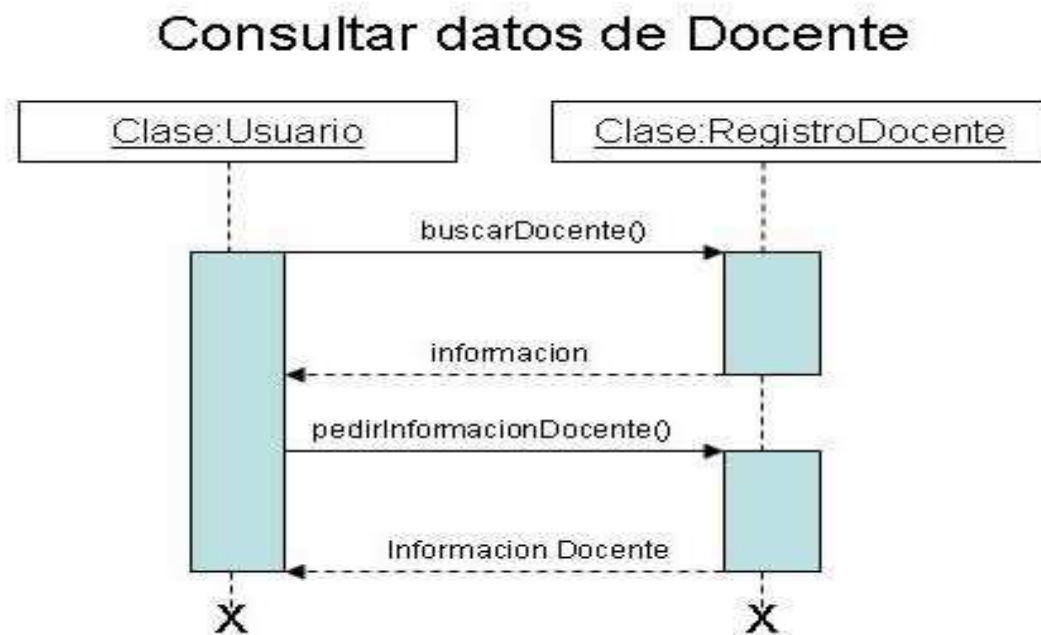 Consultar datos de Docente
Clase:Usuario
Clase:RegistroDocente
buscarDocente()
informacion
pedirInformacionDocente()
Informacion Docente
X
X